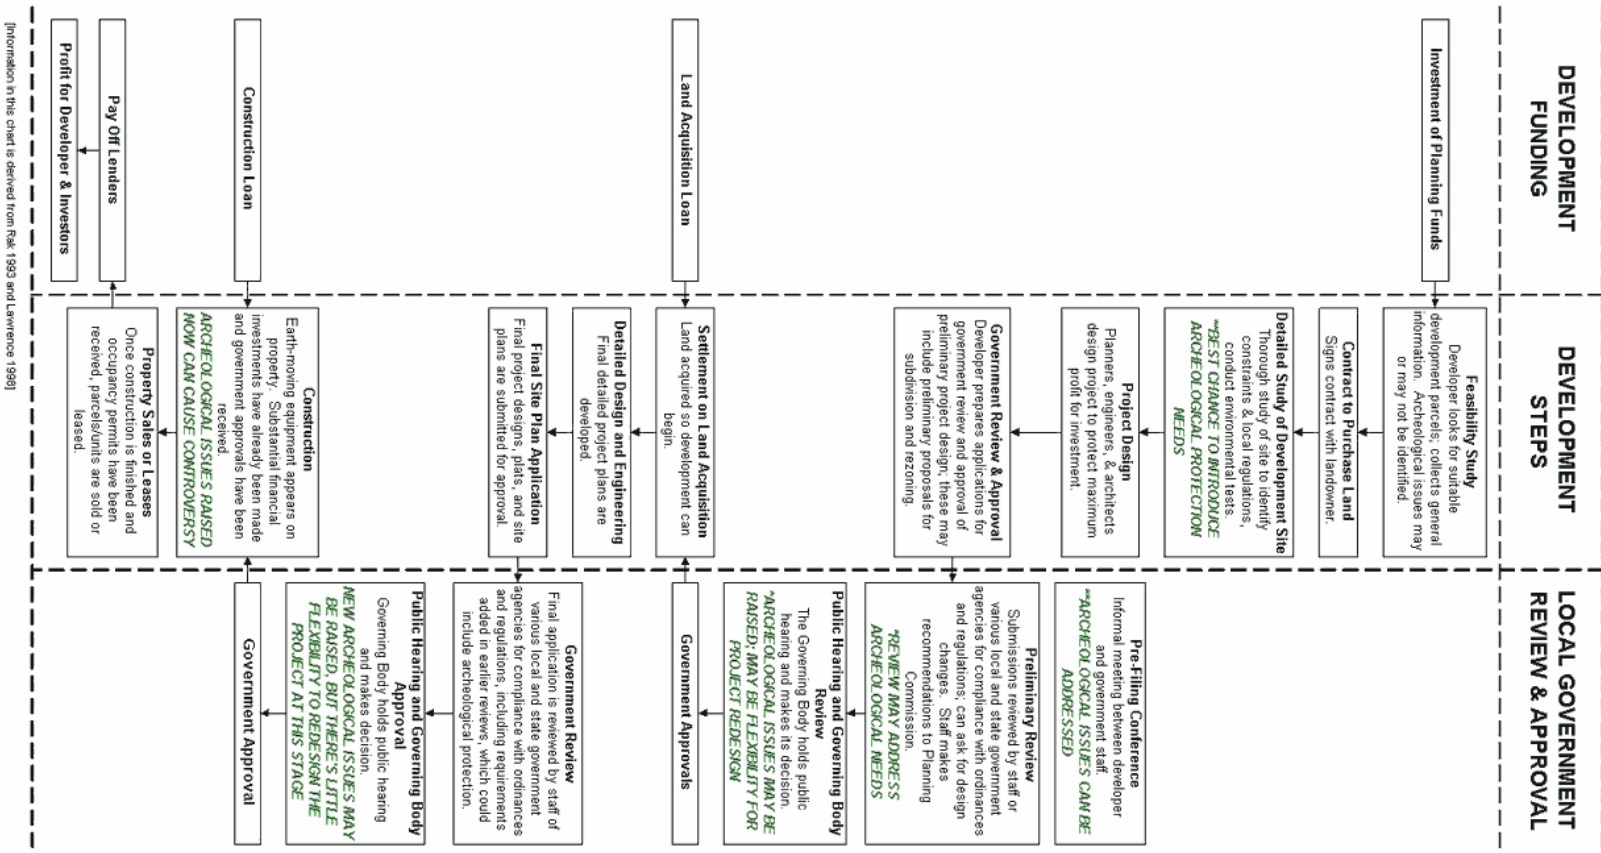 DEVELOPMENT
FUNDING
Investment of Planning Funds
Land Acquisition Loan
Construction Loan
Pay Off Lenders
Profit for Developer & Investors
DEVELOPMENT
STEPS
Feasibility Study
Developer looks for suitable
development parcels; collects general
information. Archeological issues may
or may not be identified.
Contract to Purchase Land
Signs contract with landowner.
Detailed Study of Development Site
Thorough study of site to identify
constraints & local regulations,
conduct environmental tests.
**BEST CHANCE TO INTRODUCE
ARCHEOLOGICAL PROTECTION
NEEDS
Project Design
Planners, engineers, & architects
design project to protect maximum
profit for investment.
Government Review & Approval
Developer prepares applications for
government review and approval of
preliminary project design; these may
include preliminary proposals for
subdivision and rezoning.
Settlement on Land Acquisition
Land acquired so development can
begin.
Detailed Design and Engineering
Final detailed project plans are
developed.
Final Site Plan Application
Final project designs, plats, and site
plans are submitted for approval.
Construction
Earth-moving equipment appears on
property. Substantial financial
investments have already been made
and government approvals have been
received.
ARCHEOLOGICAL ISSUES RAISED
NOW CAN CAUSE CONTROVERSY
Property Sales or Leases
Once construction is finished and
occupancy permits have been
received, parcels/units are sold or
leased.
LOCAL GOVERNMENT
REVIEW & APPROVAL
Pre-Filing Conference
Informal meeting between developer
and government staff.
**ARCHEOLOGICAL ISSUES CAN BE
ADDRESSED
Preliminary Review
Submissions reviewed by staff or
various local and state government
agencies for compliance with ordinances
and regulations; can ask for design
changes. Staff makes
recommendations to Planning
Commission.
*REVIEW MAY ADDRESS
ARCHEOLOGICAL NEEDS
Public Hearing and Governing Body
Review
The Governing Body holds public
hearing and makes its decision.
*ARCHEOLOGICAL ISSUES MAY BE
RAISED; MAY BE FLEXIBILITY FOR
PROJECT REDESIGN
Government Approvals
Government Review
Final application is reviewed by staff of
various local and state government
agencies for compliance with ordinances
and regulations, including requirements
added in earlier reviews, which could
include archeological protection.
Public Hearing and Governing Body
Approval
Governing Body holds public hearing
and makes decision.
NEW ARCHEOLOGICAL ISSUES MAY
BE RAISED, BUT THERE'S LITTLE
FLEXIBILITY TO REDESIGN THE
PROJECT AT THIS STAGE
Government Approval
[Information in this chart is derived from Rak 1993 and Lawrence 1998]